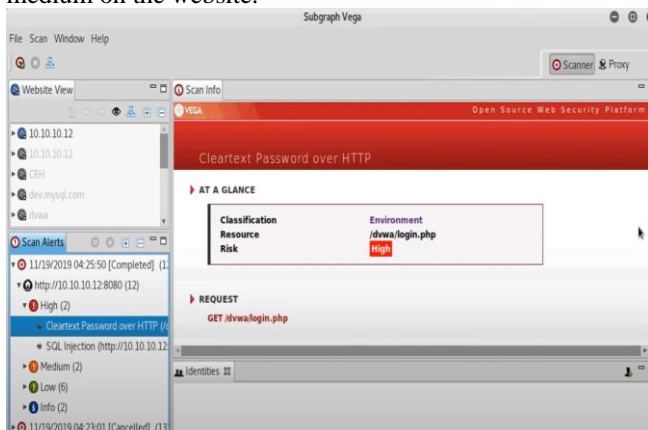 medium on the website.
Subgraph Vega
File Scan Window Help
Scanner Proxy
Website View
10.10.10.12
10.10.10.12
CEH
dev.mysql.com
dvwa
Scan Alerts
11/19/2019 04:25:50 [Completed] (1
http://10.10.10.12:8080 (12)
High (2)
Cleartext Password over HTTP (/
SQL Injection (http://10.10.10.12:
Medium (2)
Low (6)
Info (2)
11/19/2019 04:23:01 [Cancelled] (13
Scan Info
VEGA
Open Source Web Security Platform
Cleartext Password over HTTP
AT A GLANCE
Classification Environment
Resource /dvwa/login.php
Risk High
REQUEST
GET /dvwa/login.php
Identities